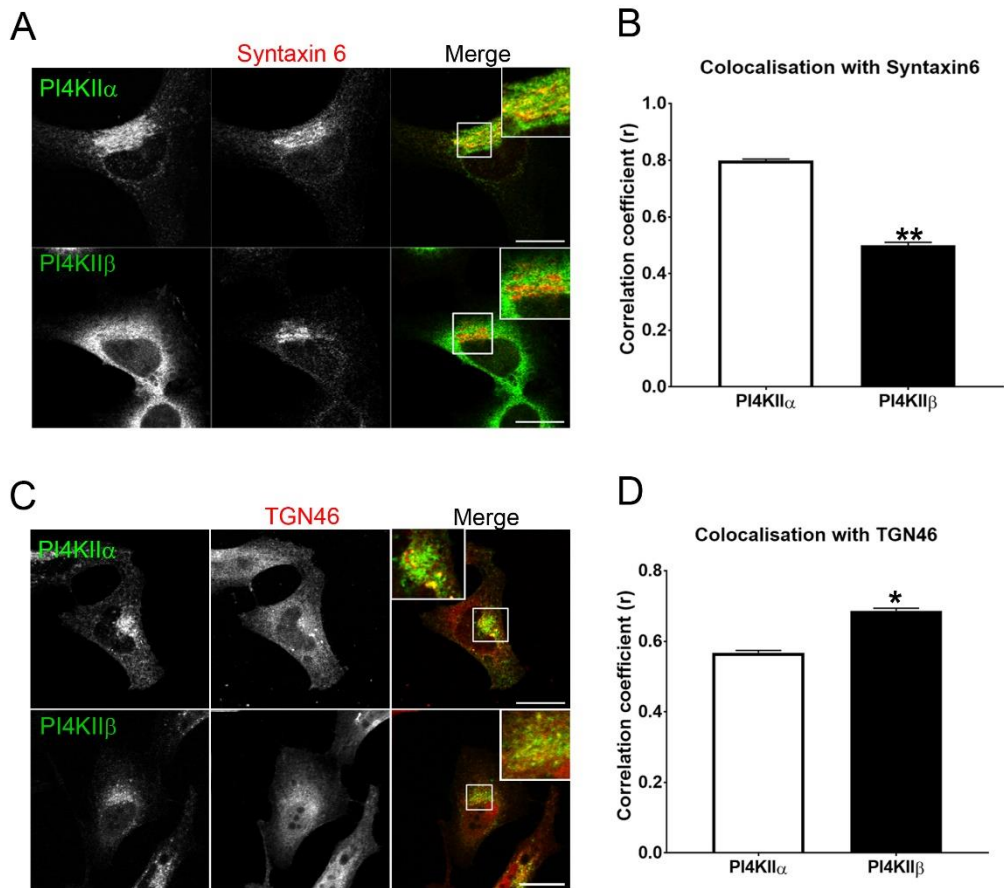 A
Syntaxin 6
Merge
PI4KIIα
PI4KIIβ
B
Colocalisation with Syntaxin6
Correlation coefficient (r)
1.0
0.8
0.6
0.4
0.2
0.0
**
PI4KIIα
PI4KIIβ
C
TGN46
Merge
PI4KIIα
PI4KIIβ
D
Colocalisation with TGN46
Correlation coefficient (r)
0.8
0.6
0.4
0.2
0.0
*
PI4KIIα
PI4KIIβ